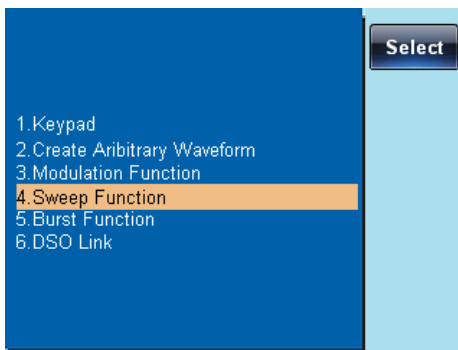 Select
1.Keypad
2.Create Aribitrary Waveform
3.Modulation Function
4.Sweep Function
5.Burst Function
6.DSO Link